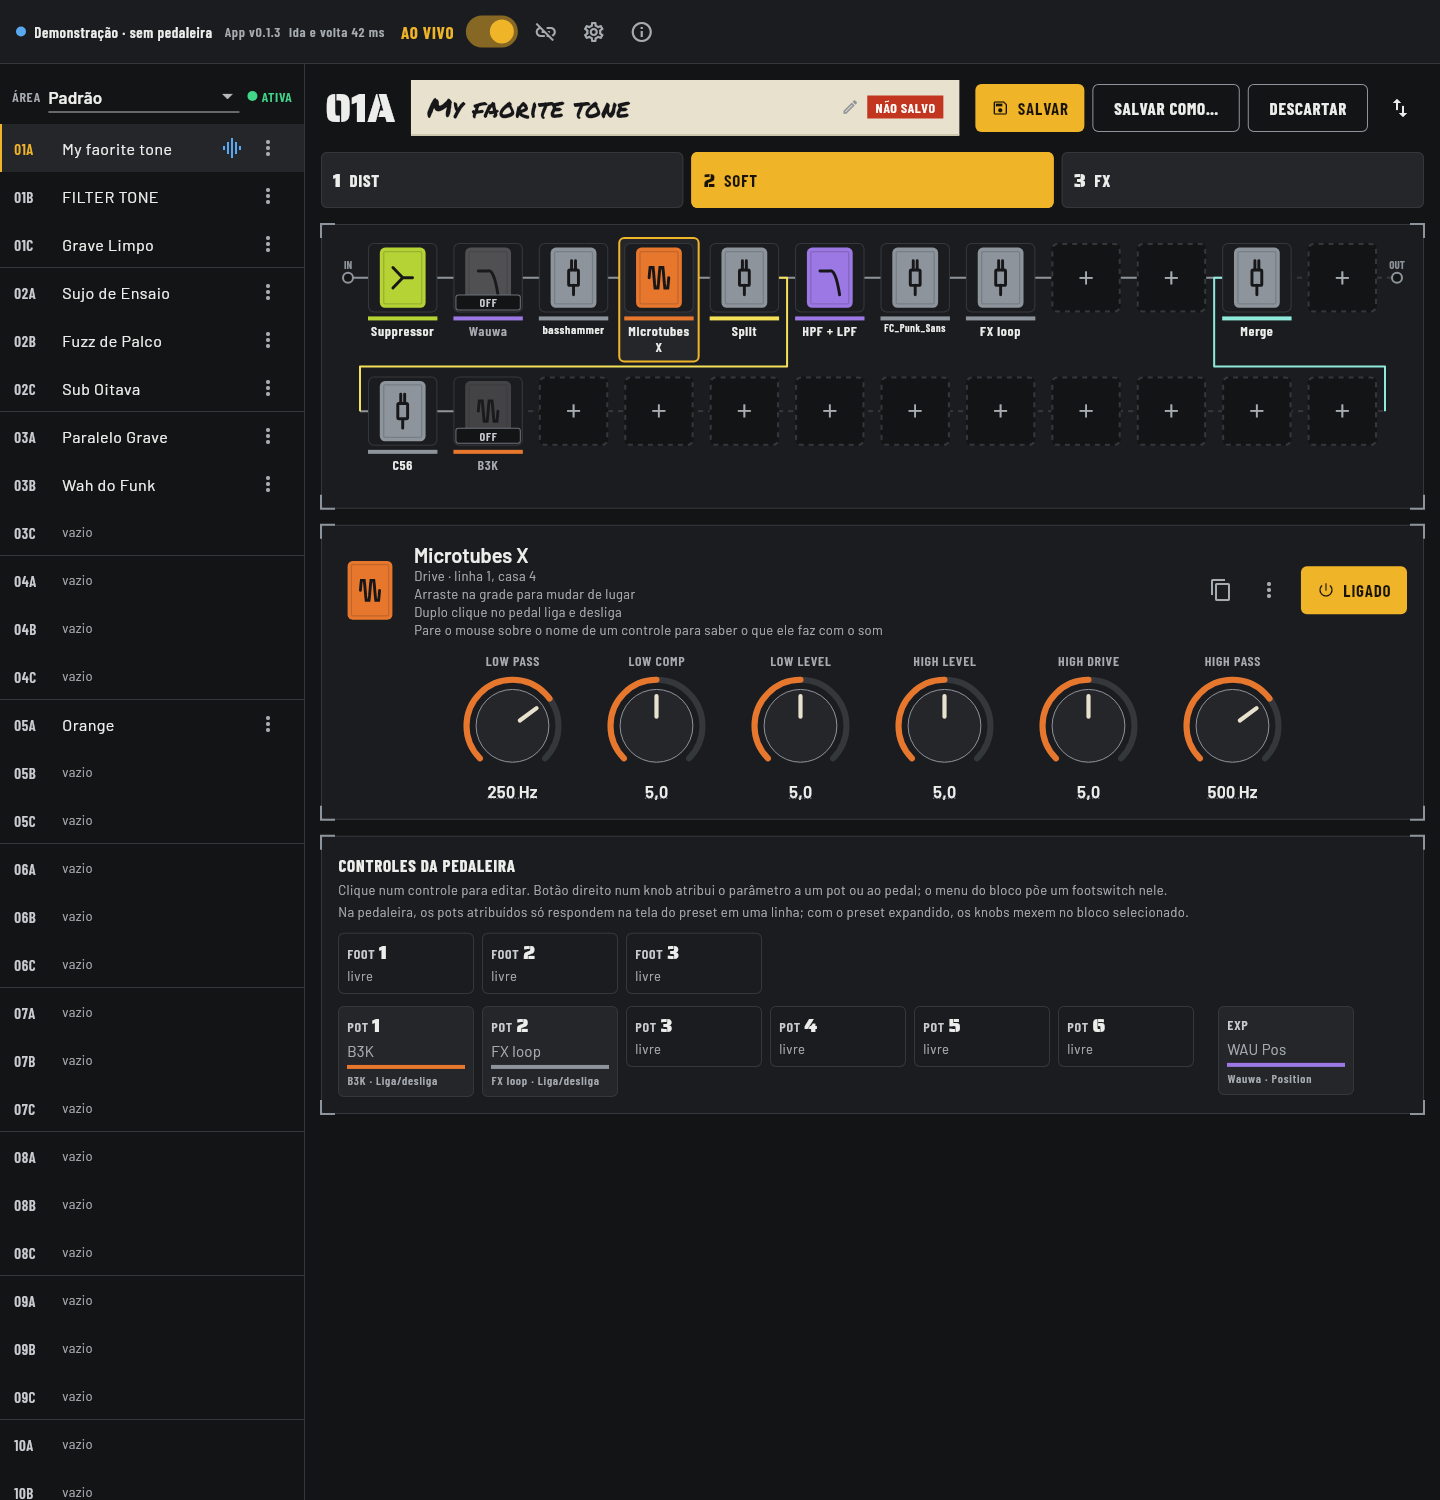 Demonstração · sem pedaleira App v0.1.3 Ida e volta 42 ms AO VIVO
ÁREA Padrão ATIVA
01A My faorite tone
01B FILTER TONE
01C Grave Limpo
02A Sujo de Ensaio
02B Fuzz de Palco
02C Sub Oitava
03A Paralelo Grave
03B Wah do Funk
03C vazio
04A vazio
04B vazio
04C vazio
05A Orange
05B vazio
05C vazio
06A vazio
06B vazio
06C vazio
07A vazio
07B vazio
07C vazio
08A vazio
08B vazio
08C vazio
09A vazio
09B vazio
09C vazio
10A vazio
10B vazio
01A My faorite tone NÃO SALVO SALVAR SALVAR COMO... DESCARTAR
1 DIST 2 SOFT 3 FX
IN OUT
OFF
Suppressor Wauwa basshammer Microtubes X Split HPF + LPF FC_Punk_Sans FX loop Merge
OFF
C56 B3K
Microtubes X
Drive · linha 1, casa 4
Arraste na grade para mudar de lugar
Duplo clique no pedal liga e desliga
Pare o mouse sobre o nome de um controle para saber o que ele faz com o som
LIGADO
LOW PASS LOW COMP LOW LEVEL HIGH LEVEL HIGH DRIVE HIGH PASS
250 Hz 5,0 5,0 5,0 5,0 500 Hz
CONTROLES DA PEDALEIRA
Clique num controle para editar. Botão direito num knob atribui o parâmetro a um pot ou ao pedal; o menu do bloco põe um footswitch nele.
Na pedaleira, os pots atribuídos só respondem na tela do preset em uma linha; com o preset expandido, os knobs mexem no bloco selecionado.
FOOT 1 FOOT 2 FOOT 3
livre livre livre
POT 1 POT 2 POT 3 POT 4 POT 5 POT 6 EXP
B3K FX loop livre livre livre livre WAU Pos
B3K · Liga/desliga FX loop · Liga/desliga Wauwa · Position